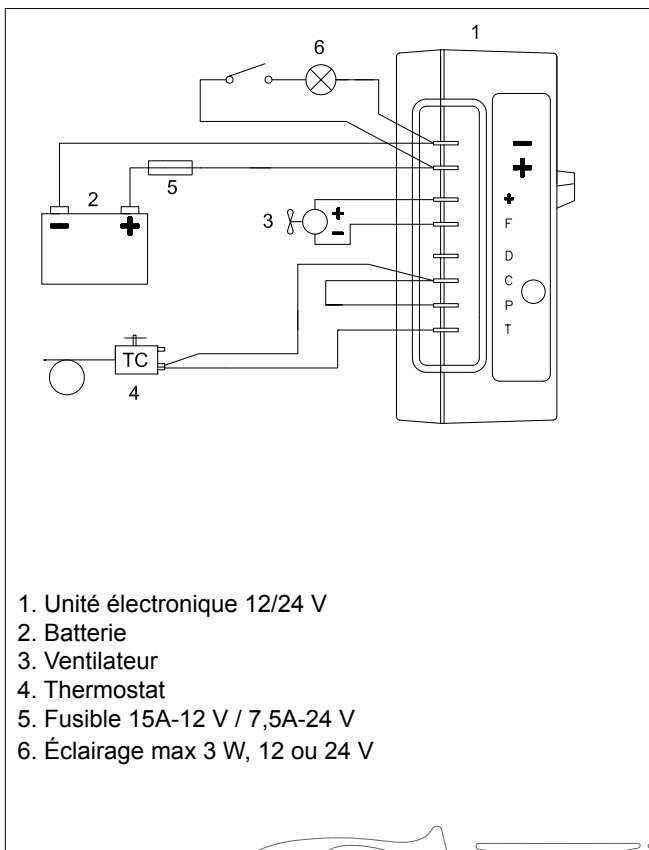 1
6
2
5
3
+
−
−
+
−
+
+
F
D
C
P
T
TC
4
1. Unité électronique 12/24 V
2. Batterie
3. Ventilateur
4. Thermostat
5. Fusible 15A-12 V / 7,5A-24 V
6. Éclairage max 3 W, 12 ou 24 V